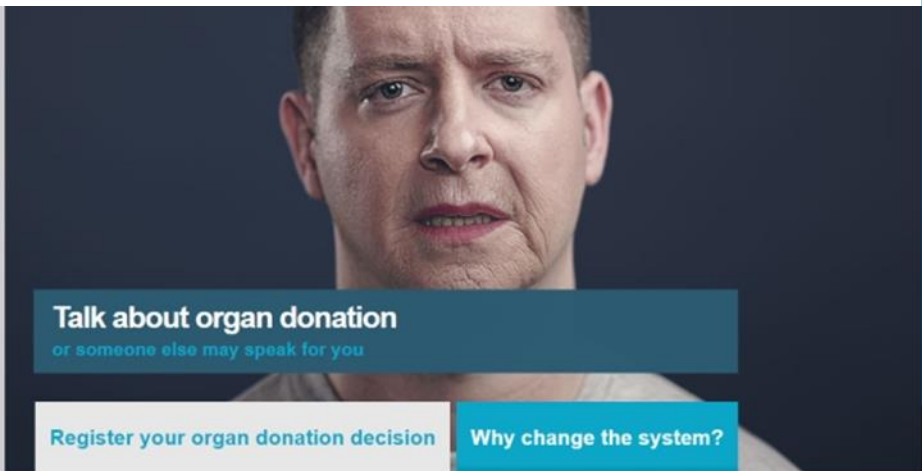 Talk about organ donation
or someone else may speak for you
Register your organ donation decision
Why change the system?